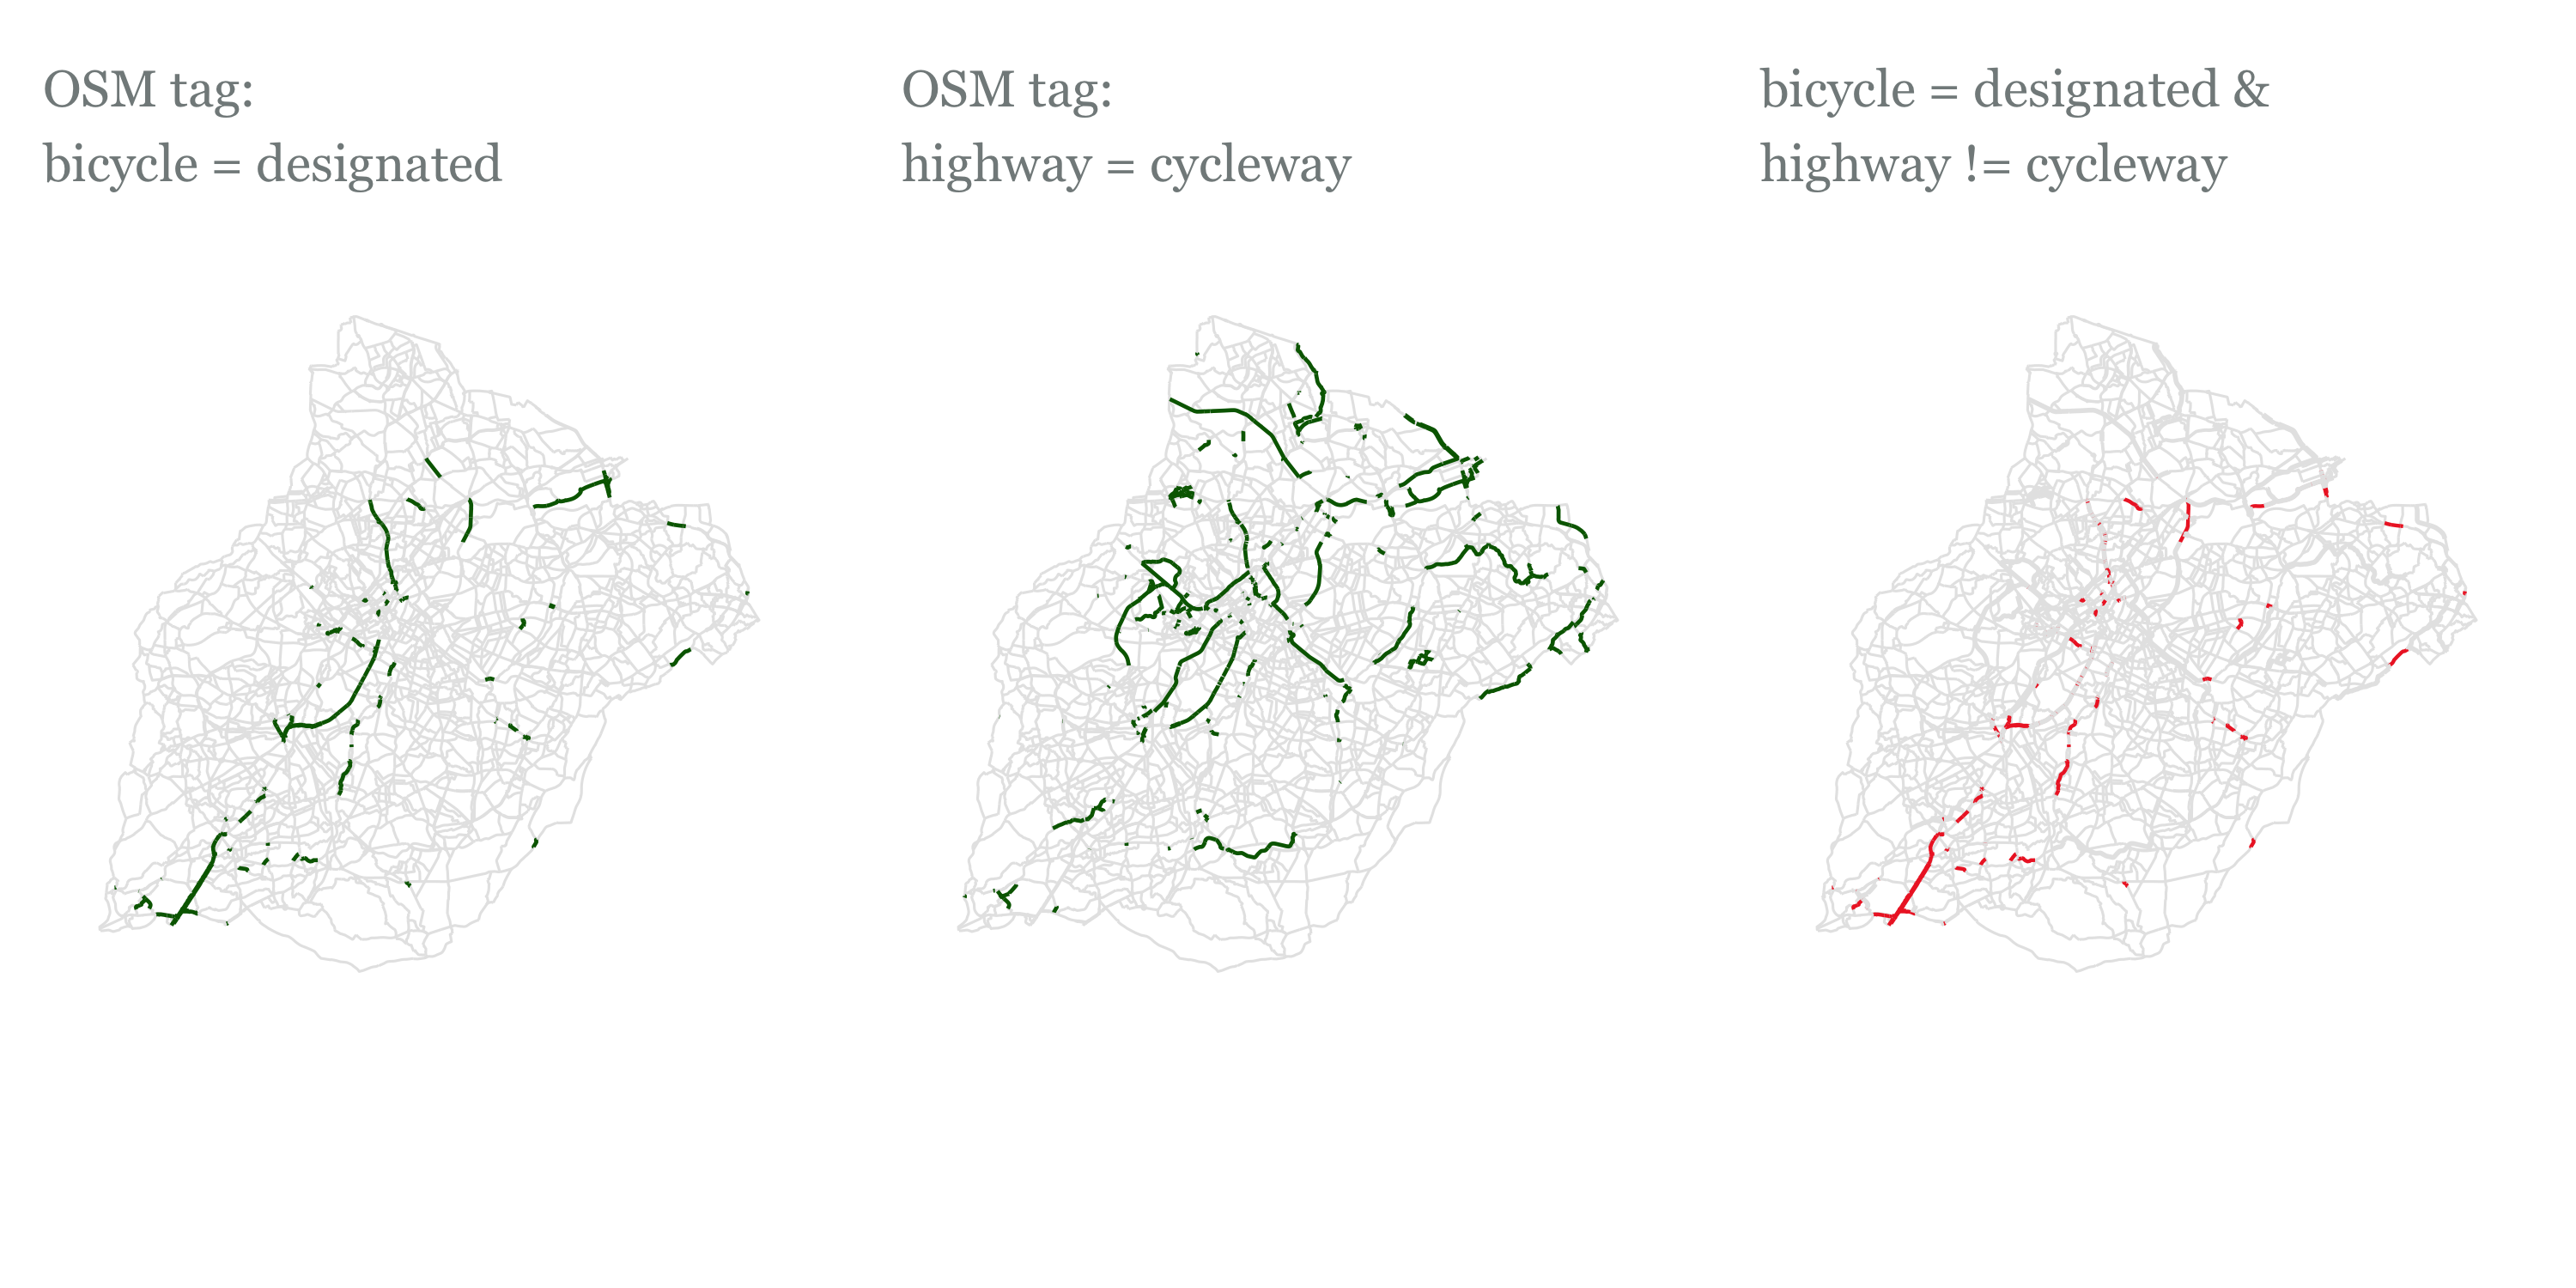 OSM tag:
bicycle = designated
OSM tag:
highway = cycleway
bicycle = designated &
highway != cycleway